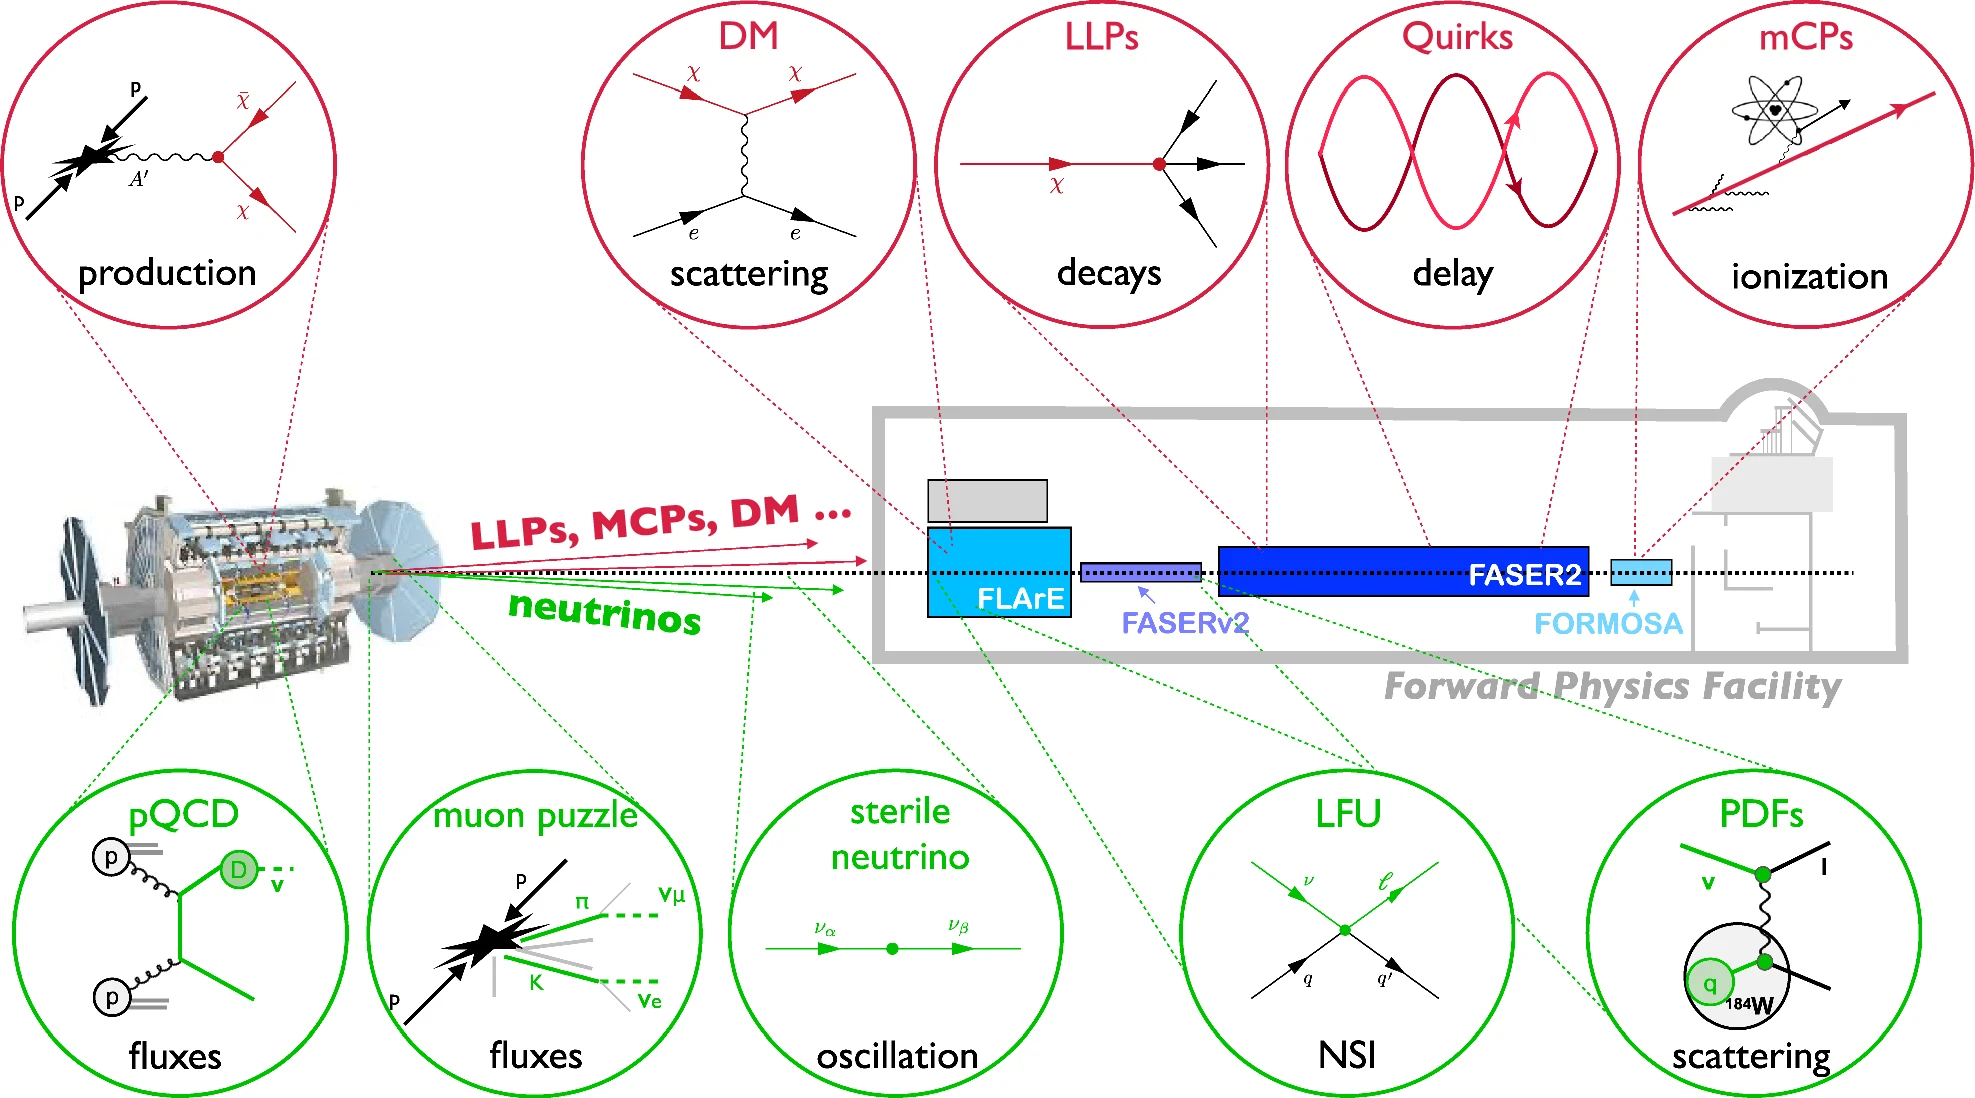 p
χ̄
A′
p
χ
production
DM
χ
χ
e
e
scattering
LLPs
χ
decays
Quirks
delay
mCPs
ionization
LLPs, MCPs, DM ...
neutrinos
FLArE
FASERν2
FASER2
FORMOSA
Forward Physics Facility
pQCD
p
D
ν
p
fluxes
muon puzzle
p
π
νμ
K
νe
p
fluxes
sterile
neutrino
να
νβ
oscillation
LFU
ν
ℓ
q
q′
NSI
PDFs
ν
l
q
184W
scattering